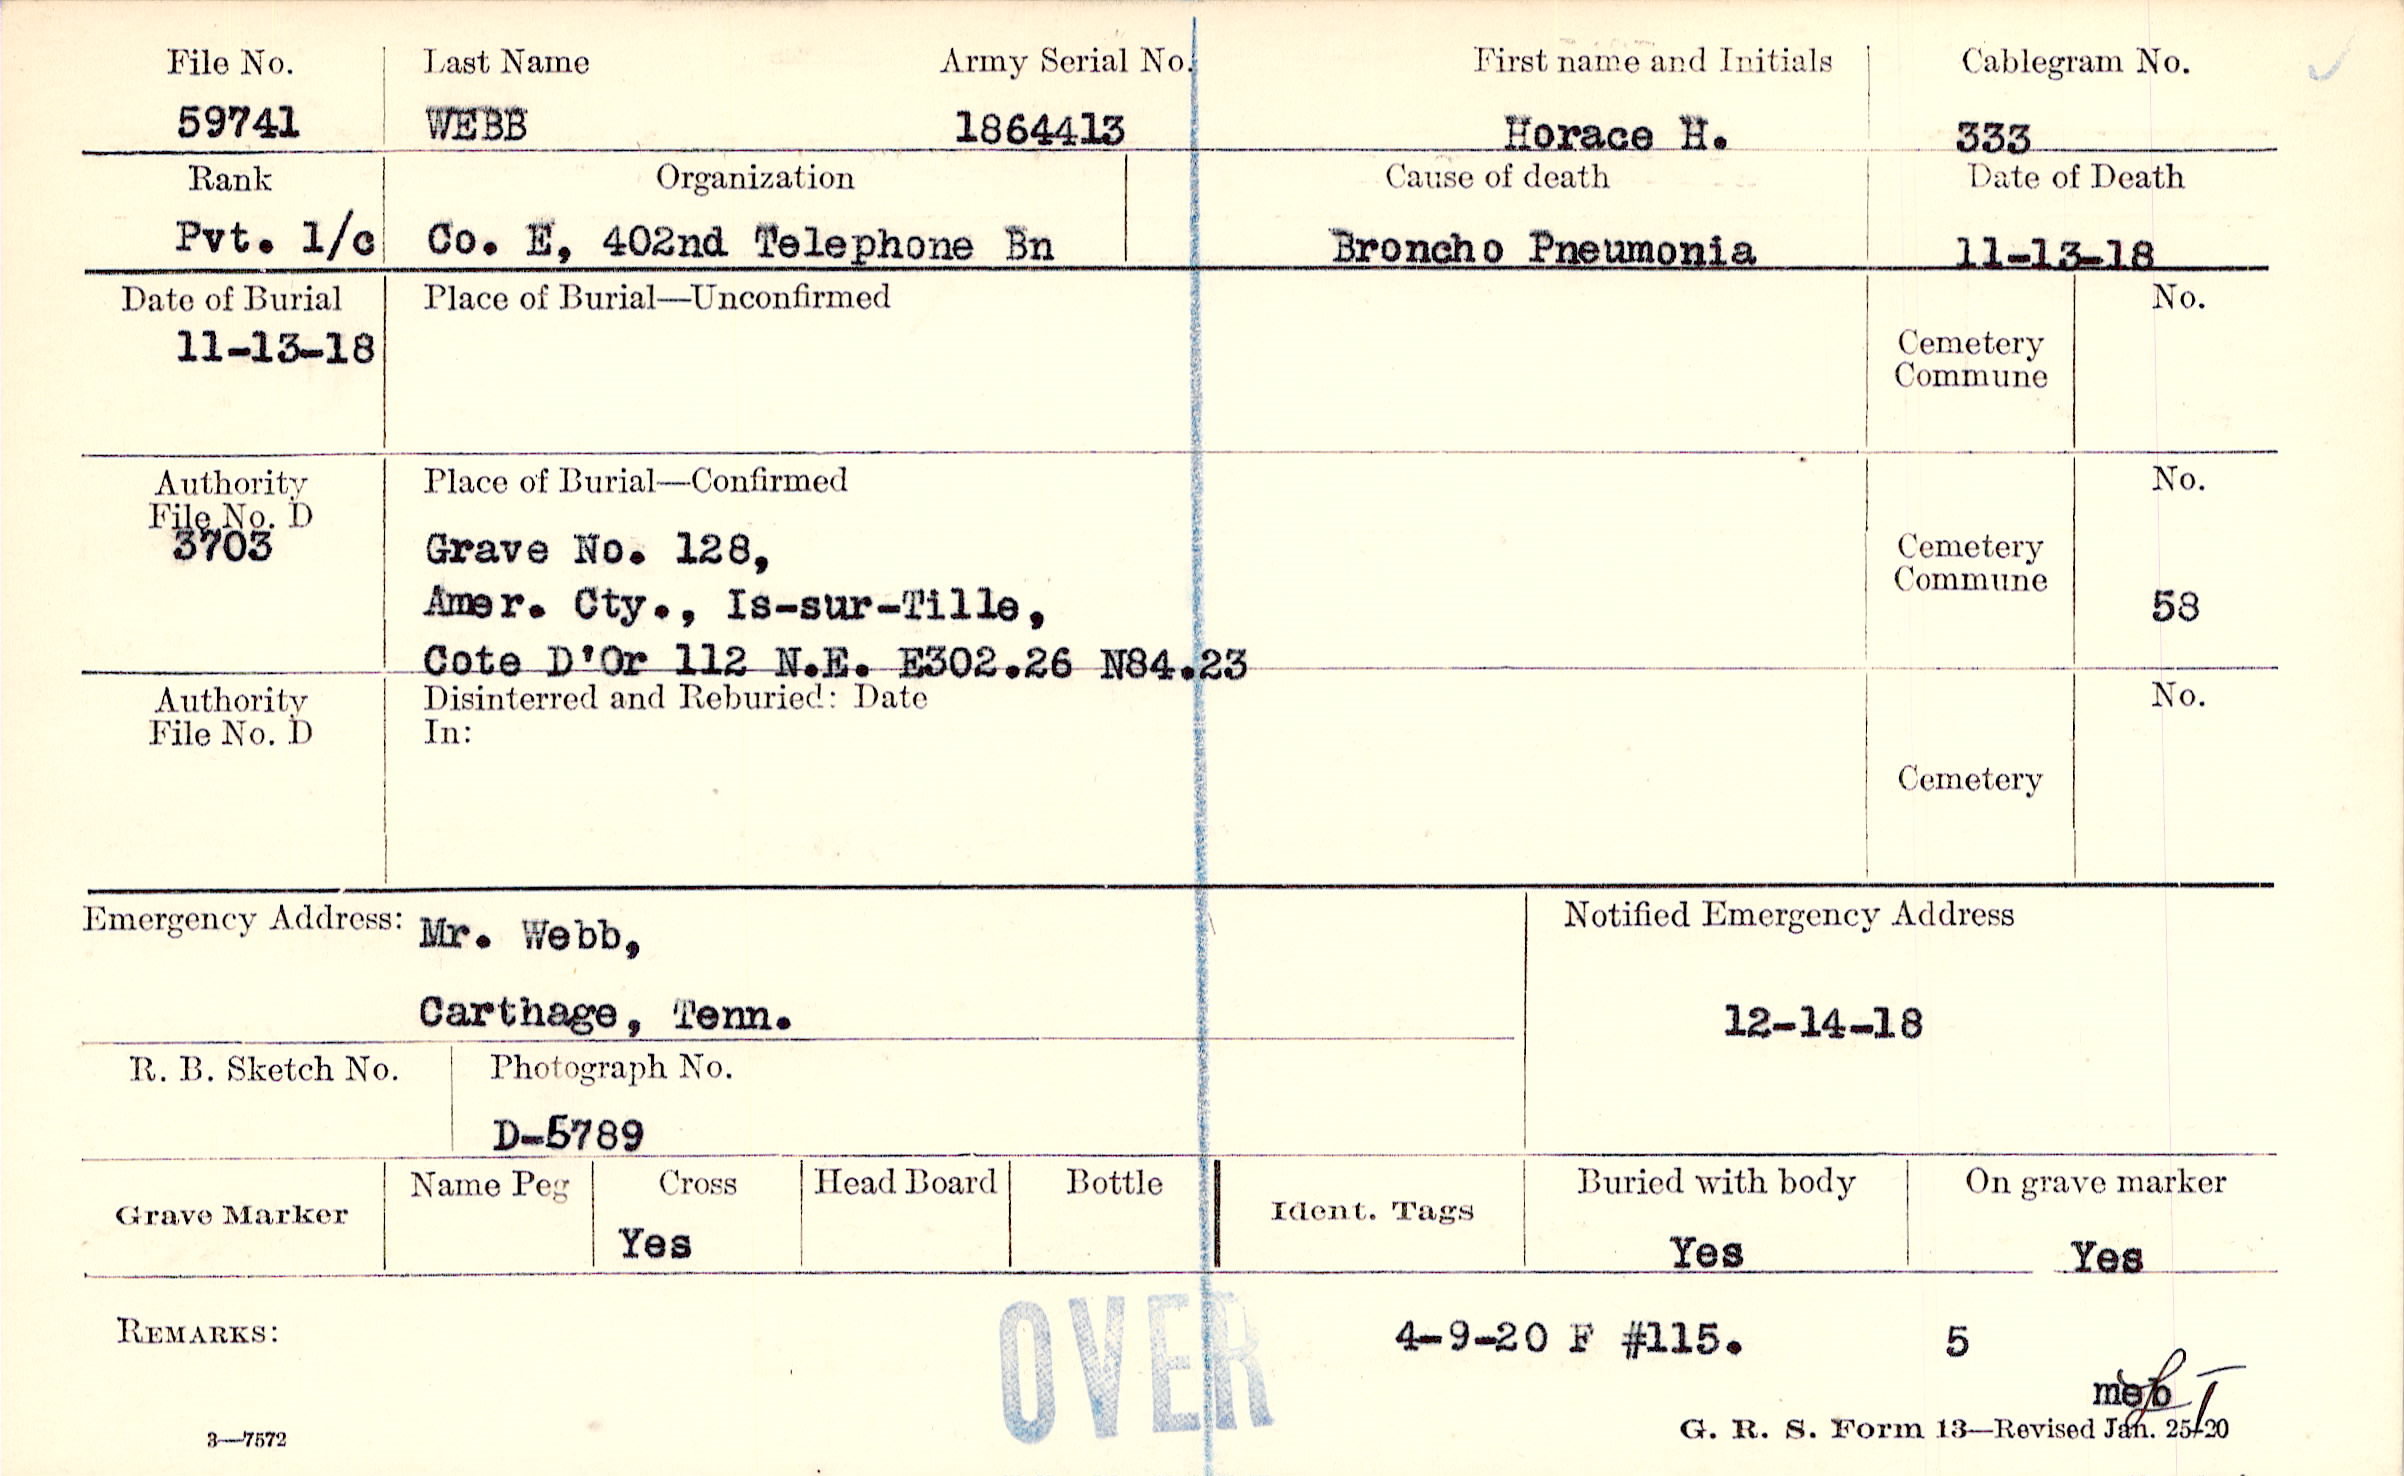 File No. Last Name Army Serial No. First name and Initials Cablegram No.
59741 WEBB 1864413 Horace H. 333
Rank Organization Cause of death Date of Death
Pvt. 1/c Co. E, 402nd Telephone Bn Broncho Pneumonia 11-13-18
Date of Burial Place of Burial—Unconfirmed No.
11-13-18
Cemetery
Commune
Authority Place of Burial—Confirmed No.
File No. D
3703 Grave No. 128, Cemetery
Commune
Amer. Cty., Is-sur-Tille, 58
Cote D'Or 112 N.E. E302.26 N84.23
Authority Disinterred and Reburied: Date No.
File No. D In:
Cemetery
Emergency Address: Mr. Webb, Notified Emergency Address
Carthage, Tenn. 12-14-18
R. B. Sketch No. Photograph No.
D-5789
Grave Marker Name Peg Cross Head Board Bottle Ident. Tags Buried with body On grave marker
Yes Yes Yes
REMARKS: OVER 4-9-20 F #115. 5
meb
3—7572 G. R. S. Form 13—Revised Jan. 25-20